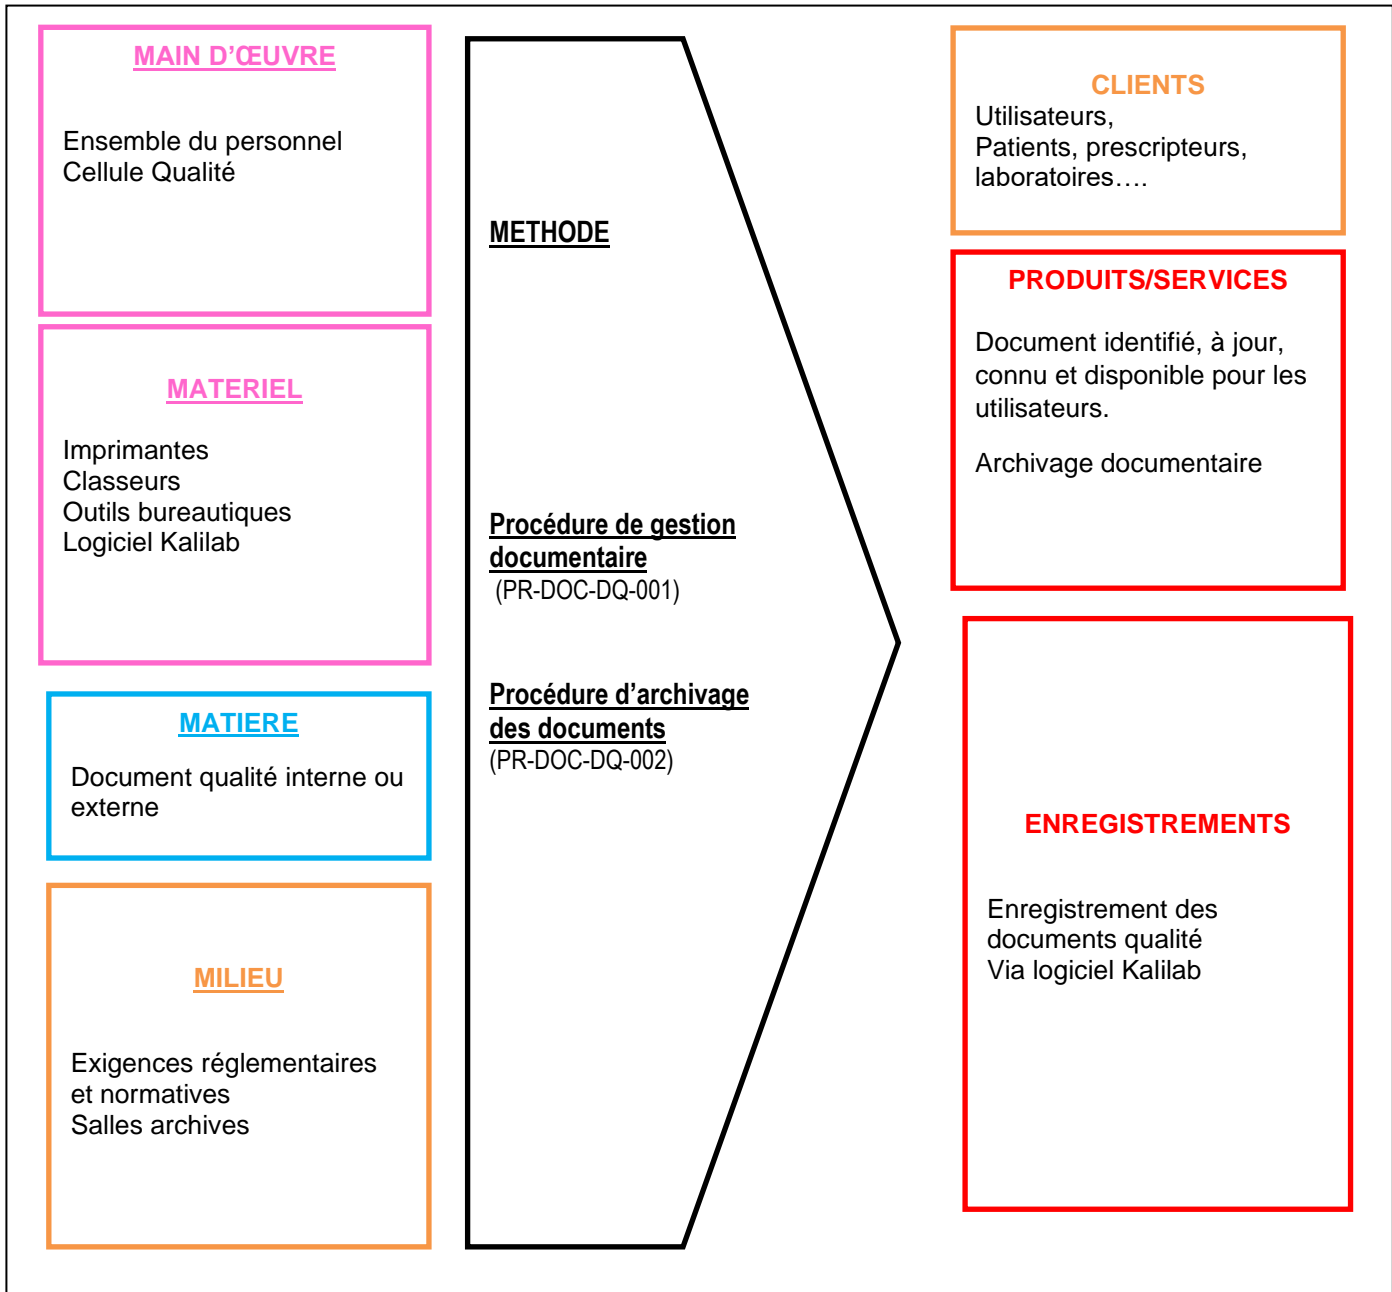 MAIN D'ŒUVRE
Ensemble du personnel
Cellule Qualité
MATERIEL
Imprimantes
Classeurs
Outils bureautiques
Logiciel Kalilab
MATIERE
Document qualité interne ou
externe
MILIEU
Exigences réglementaires
et normatives
Salles archives
METHODE
Procédure de gestion
documentaire
(PR-DOC-DQ-001)
Procédure d'archivage
des documents
(PR-DOC-DQ-002)
CLIENTS
Utilisateurs,
Patients, prescripteurs,
laboratoires….
PRODUITS/SERVICES
Document identifié, à jour,
connu et disponible pour les
utilisateurs.
Archivage documentaire
ENREGISTREMENTS
Enregistrement des
documents qualité
Via logiciel Kalilab